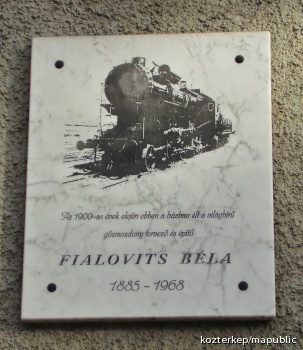 Az 1900-as évek elején ebben a házban élt a világhírű
gőzmozdony tervező és építő
FIALOVITS BÉLA
1885 - 1968
kozterkep/mapublic